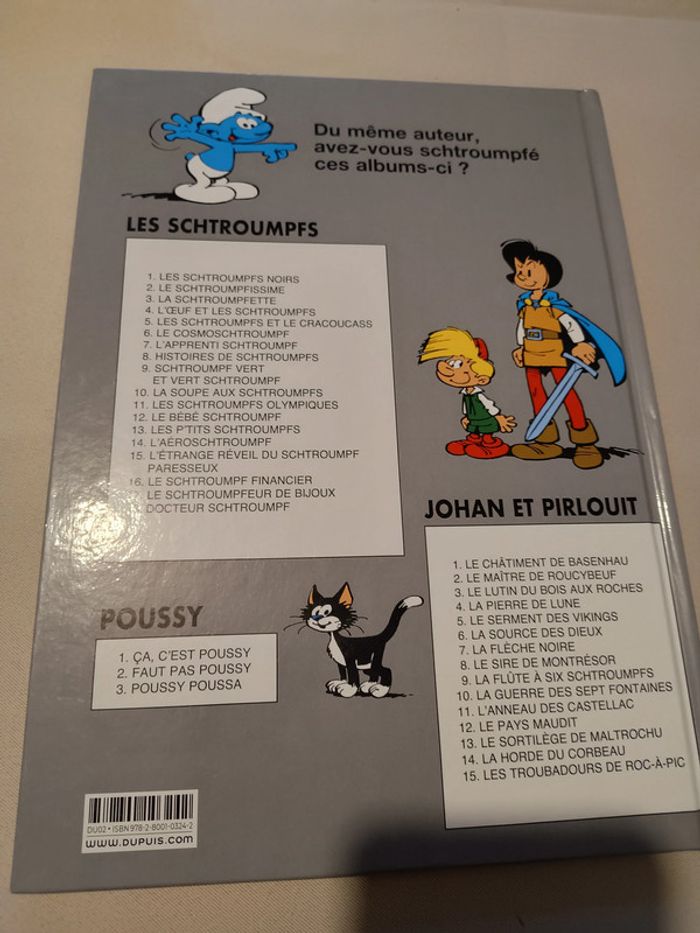 Du même auteur,
avez-vous schtroumpfé
ces albums-ci ?
LES SCHTROUMPFS
1. LES SCHTROUMPFS NOIRS
2. LE SCHTROUMPFISSIME
3. LA SCHTROUMPFETTE
4. L'ŒUF ET LES SCHTROUMPFS
5. LES SCHTROUMPFS ET LE CRACOUCASS
6. LE COSMOSCHTROUMPF
7. L'APPRENTI SCHTROUMPF
8. HISTOIRES DE SCHTROUMPFS
9. SCHTROUMPF VERT
ET VERT SCHTROUMPF
10. LA SOUPE AUX SCHTROUMPFS
11. LES SCHTROUMPFS OLYMPIQUES
12. LE BÉBÉ SCHTROUMPF
13. LES P'TITS SCHTROUMPFS
14. L'AÉROSCHTROUMPF
15. L'ÉTRANGE RÉVEIL DU SCHTROUMPF
PARESSEUX
16. LE SCHTROUMPF FINANCIER
LE SCHTROUMPFEUR DE BIJOUX
DOCTEUR SCHTROUMPF
JOHAN ET PIRLOUIT
1. LE CHÂTIMENT DE BASENHAU
2. LE MAÎTRE DE ROUCYBEUF
3. LE LUTIN DU BOIS AUX ROCHES
4. LA PIERRE DE LUNE
5. LE SERMENT DES VIKINGS
6. LA SOURCE DES DIEUX
7. LA FLÈCHE NOIRE
8. LE SIRE DE MONTRÉSOR
9. LA FLÛTE À SIX SCHTROUMPFS
10. LA GUERRE DES SEPT FONTAINES
11. L'ANNEAU DES CASTELLAC
12. LE PAYS MAUDIT
13. LE SORTILÈGE DE MALTROCHU
14. LA HORDE DU CORBEAU
15. LES TROUBADOURS DE ROC-À-PIC
POUSSY
1. ÇA, C'EST POUSSY
2. FAUT PAS POUSSY
3. POUSSY POUSSA
DU02 • ISBN 978-2-8001-0324-2
www.DUPUIS.com